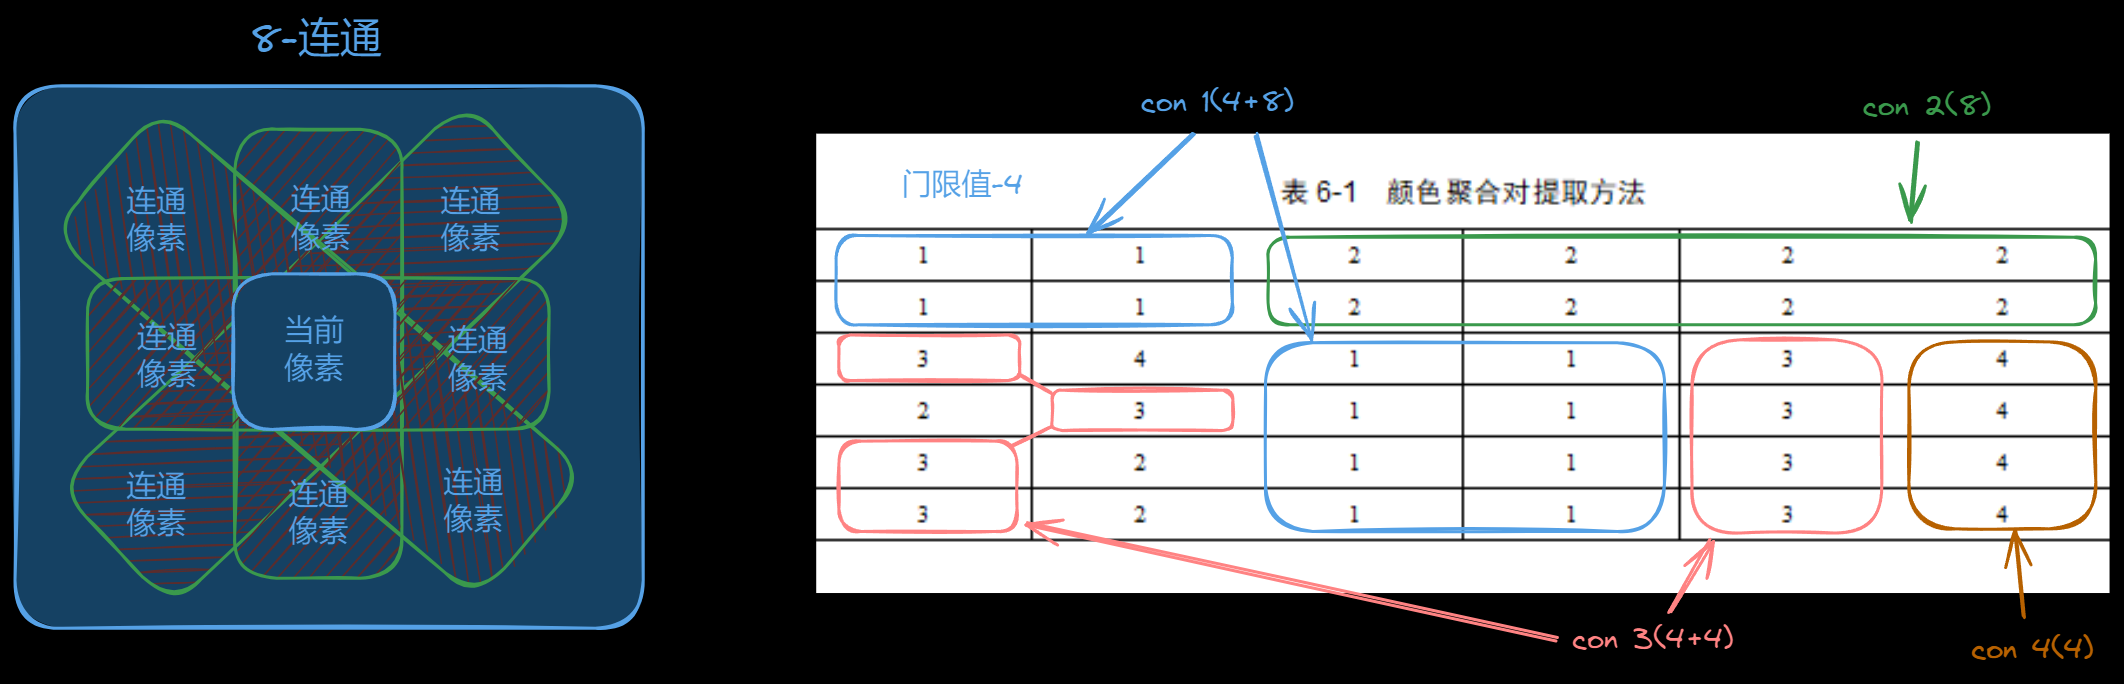 8-连通
连通
像素
连通
像素
连通
像素
连通
像素
当前
像素
连通
像素
连通
像素
连通
像素
连通
像素
con 1(4+8)
con 2(8)
门限值-4
表 6-1 颜色聚合对提取方法
1 1 2 2 2 2
1 1 2 2 2 2
3 4 1 1 3 4
2 3 1 1 3 4
3 2 1 1 3 4
3 2 1 1 3 4
con 3(4+4)
con 4(4)